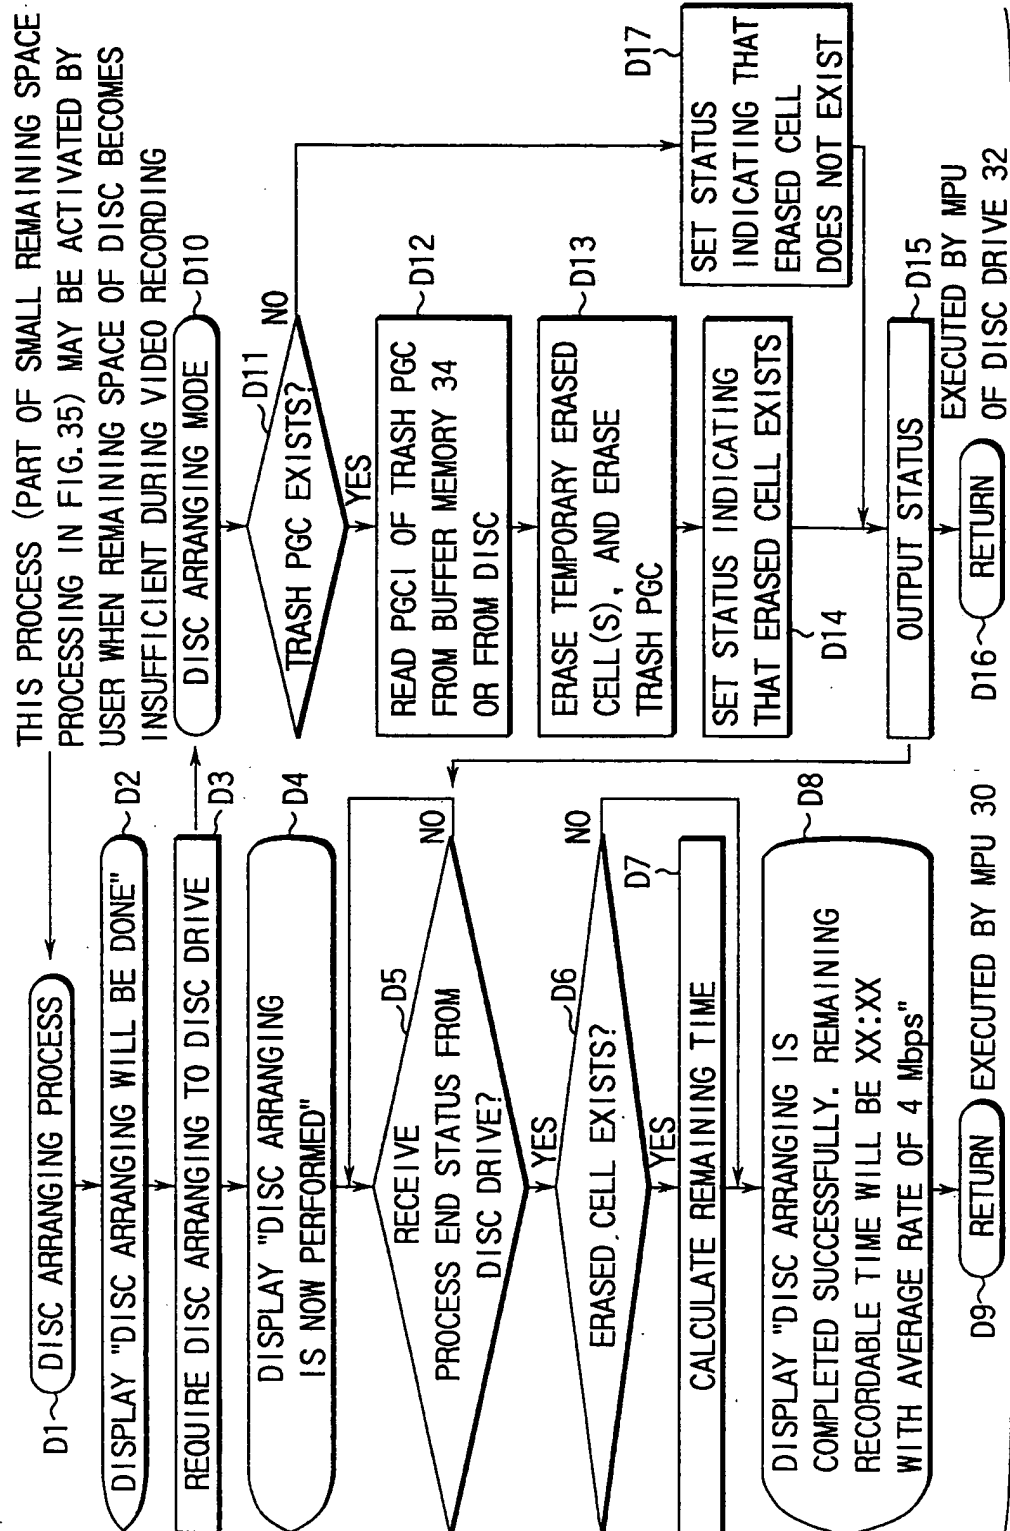 THIS PROCESS (PART OF SMALL REMAINING SPACE
PROCESSING IN FIG.35) MAY BE ACTIVATED BY
USER WHEN REMAINING SPACE OF DISC BECOMES
INSUFFICIENT DURING VIDEO RECORDING
D1
DISC ARRANGING PROCESS
D2
DISPLAY "DISC ARRANGING WILL BE DONE"
D3
REQUIRE DISC ARRANGING TO DISC DRIVE
D4
DISPLAY "DISC ARRANGING
IS NOW PERFORMED"
D5
RECEIVE
PROCESS END STATUS FROM
DISC DRIVE?
NO
YES
D6
ERASED CELL EXISTS?
NO
YES
D7
CALCULATE REMAINING TIME
D8
DISPLAY "DISC ARRANGING IS
COMPLETED SUCCESSFULLY. REMAINING
RECORDABLE TIME WILL BE XX:XX
WITH AVERAGE RATE OF 4 Mbps"
D9
RETURN
EXECUTED BY MPU 30
D10
DISC ARRANGING MODE
D11
TRASH PGC EXISTS?
NO
YES
D12
READ PGCI OF TRASH PGC
FROM BUFFER MEMORY 34
OR FROM DISC
D13
ERASE TEMPORARY ERASED
CELL(S), AND ERASE
TRASH PGC
SET STATUS INDICATING
THAT ERASED CELL EXISTS
D14
D17
SET STATUS
INDICATING THAT
ERASED CELL
DOES NOT EXIST
D15
OUTPUT STATUS
D16
RETURN
EXECUTED BY MPU
OF DISC DRIVE 32